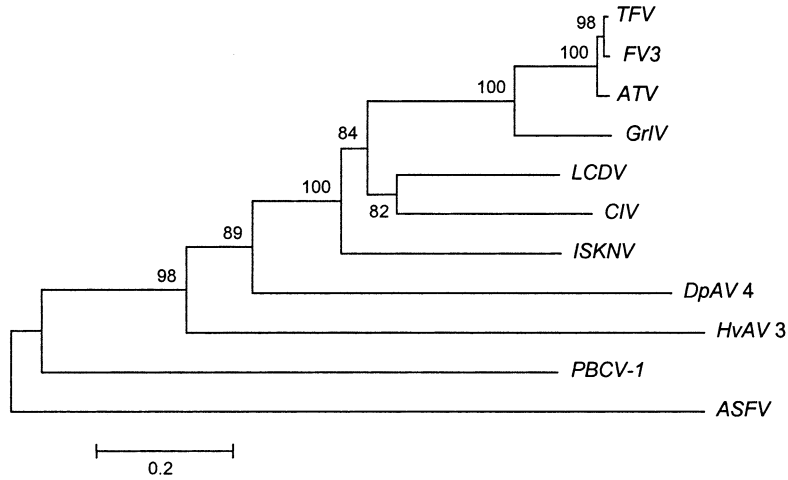 98 TFV
100 FV3
100 ATV
84 GrIV
100 LCDV
82 CIV
89 ISKNV
98 DpAV 4
HvAV 3
PBCV-1
ASFV
0.2